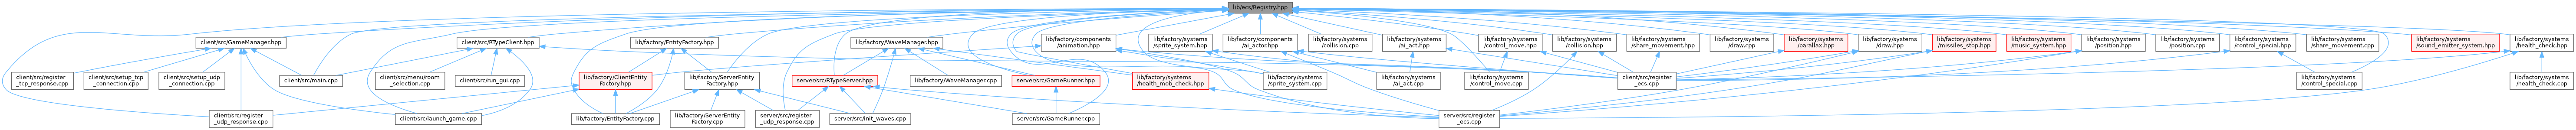 lib/ecs/Registry.hpp
client/src/GameManager.hpp
client/src/RTypeClient.hpp
lib/factory/EntityFactory.hpp
lib/factory/WaveManager.hpp
lib/factory/components
/animation.hpp
lib/factory/systems
/sprite_system.hpp
lib/factory/components
/ai_actor.hpp
lib/factory/systems
/collision.cpp
lib/factory/systems
/ai_act.hpp
lib/factory/systems
/control_move.hpp
lib/factory/systems
/collision.hpp
lib/factory/systems
/share_movement.hpp
lib/factory/systems
/draw.cpp
lib/factory/systems
/parallax.hpp
lib/factory/systems
/draw.hpp
lib/factory/systems
/missiles_stop.hpp
lib/factory/systems
/music_system.hpp
lib/factory/systems
/position.hpp
lib/factory/systems
/position.cpp
lib/factory/systems
/control_special.hpp
lib/factory/systems
/share_movement.cpp
lib/factory/systems
/sound_emitter_system.hpp
lib/factory/systems
/health_check.hpp
client/src/register
_tcp_response.cpp
client/src/setup_tcp
_connection.cpp
client/src/setup_udp
_connection.cpp
client/src/main.cpp
client/src/menu/room
_selection.cpp
client/src/run_gui.cpp
lib/factory/ClientEntity
Factory.hpp
lib/factory/ServerEntity
Factory.hpp
server/src/RTypeServer.hpp
lib/factory/WaveManager.cpp
server/src/GameRunner.hpp
lib/factory/systems
/health_mob_check.hpp
lib/factory/systems
/sprite_system.cpp
lib/factory/systems
/ai_act.cpp
lib/factory/systems
/control_move.cpp
client/src/register
_ecs.cpp
lib/factory/systems
/control_special.cpp
lib/factory/systems
/health_check.cpp
client/src/register
_udp_response.cpp
client/src/launch_game.cpp
lib/factory/EntityFactory.cpp
lib/factory/ServerEntity
Factory.cpp
server/src/register
_udp_response.cpp
server/src/init_waves.cpp
server/src/GameRunner.cpp
server/src/register
_ecs.cpp